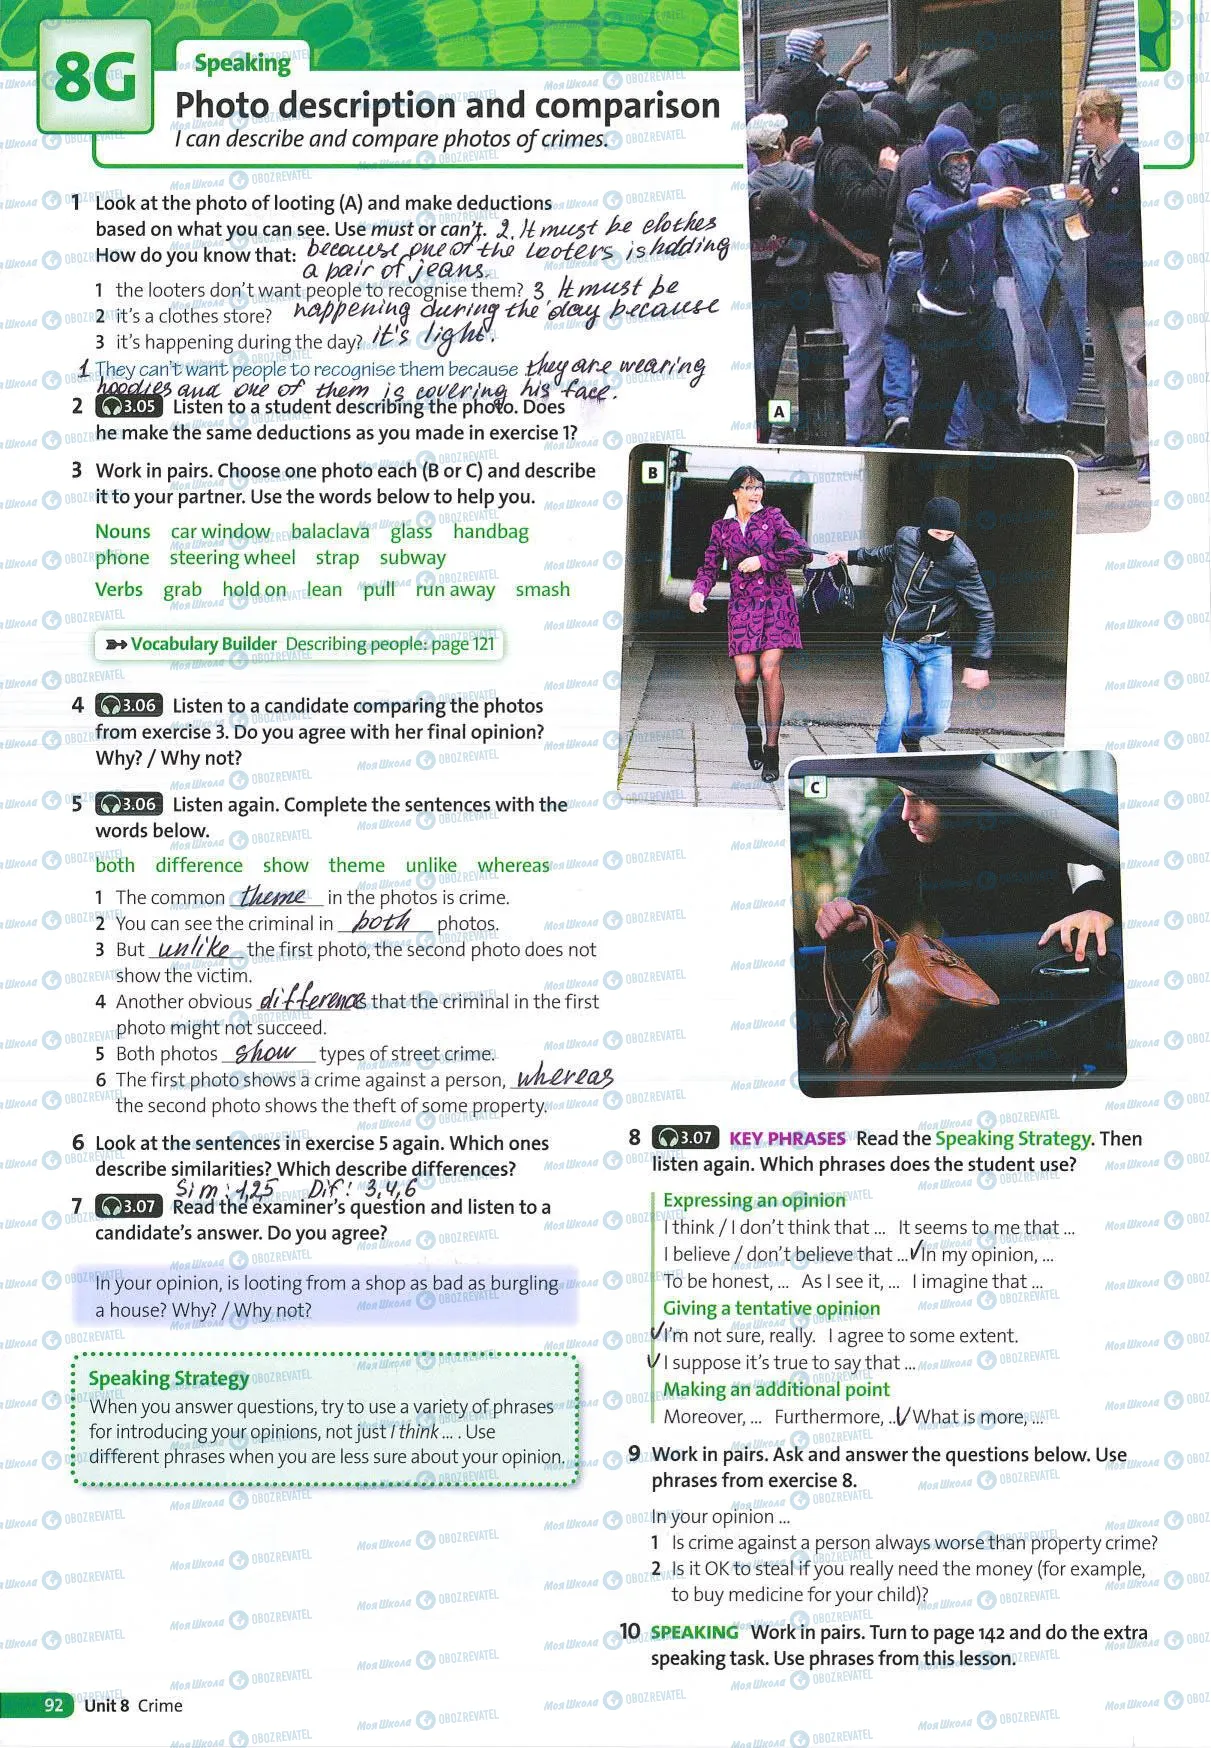 8G
Speaking
Photo description and comparison
I can describe and compare photos of crimes.
1 Look at the photo of looting (A) and make deductions
based on what you can see. Use must or can't. 2. It must be clothes
How do you know that: because one of the looters is holding
a pair of jeans.
1 the looters don't want people to recognise them? 3 It must be
2 it's a clothes store? happening during the day because
3 it's happening during the day? it's light.
1 They can't want people to recognise them because they are wearing
hoodies and one of them is covering his face.
2 3.05 Listen to a student describing the photo. Does
he make the same deductions as you made in exercise 1?
3 Work in pairs. Choose one photo each (B or C) and describe
it to your partner. Use the words below to help you.
Nouns car window balaclava glass handbag
phone steering wheel strap subway
Verbs grab hold on lean pull run away smash
Vocabulary Builder Describing people: page 121
4 3.06 Listen to a candidate comparing the photos
from exercise 3. Do you agree with her final opinion?
Why? / Why not?
5 3.06 Listen again. Complete the sentences with the
words below.
both difference show theme unlike whereas
1 The common theme in the photos is crime.
2 You can see the criminal in both photos.
3 But unlike the first photo, the second photo does not
show the victim.
4 Another obvious difference is that the criminal in the first
photo might not succeed.
5 Both photos show types of street crime.
6 The first photo shows a crime against a person, whereas
the second photo shows the theft of some property.
6 Look at the sentences in exercise 5 again. Which ones
describe similarities? Which describe differences?
Sim: 1,2,5 Dif: 3,4,6
7 3.07 Read the examiner's question and listen to a
candidate's answer. Do you agree?
In your opinion, is looting from a shop as bad as burgling
a house? Why? / Why not?
Speaking Strategy
When you answer questions, try to use a variety of phrases
for introducing your opinions, not just I think ... . Use
different phrases when you are less sure about your opinion.
A
B
C
8 3.07 KEY PHRASES Read the Speaking Strategy. Then
listen again. Which phrases does the student use?
Expressing an opinion
I think / I don't think that ... It seems to me that ...
I believe / don't believe that ... ✓ In my opinion, ...
To be honest, ... As I see it, ... I imagine that ...
Giving a tentative opinion
✓ I'm not sure, really. I agree to some extent.
✓ I suppose it's true to say that ...
Making an additional point
Moreover, ... Furthermore, ... ✓ What is more, ...
9 Work in pairs. Ask and answer the questions below. Use
phrases from exercise 8.
In your opinion ...
1 Is crime against a person always worse than property crime?
2 Is it OK to steal if you really need the money (for example,
to buy medicine for your child)?
10 SPEAKING Work in pairs. Turn to page 142 and do the extra
speaking task. Use phrases from this lesson.
92 Unit 8 Crime
Моя Школа OBOZREVATEL